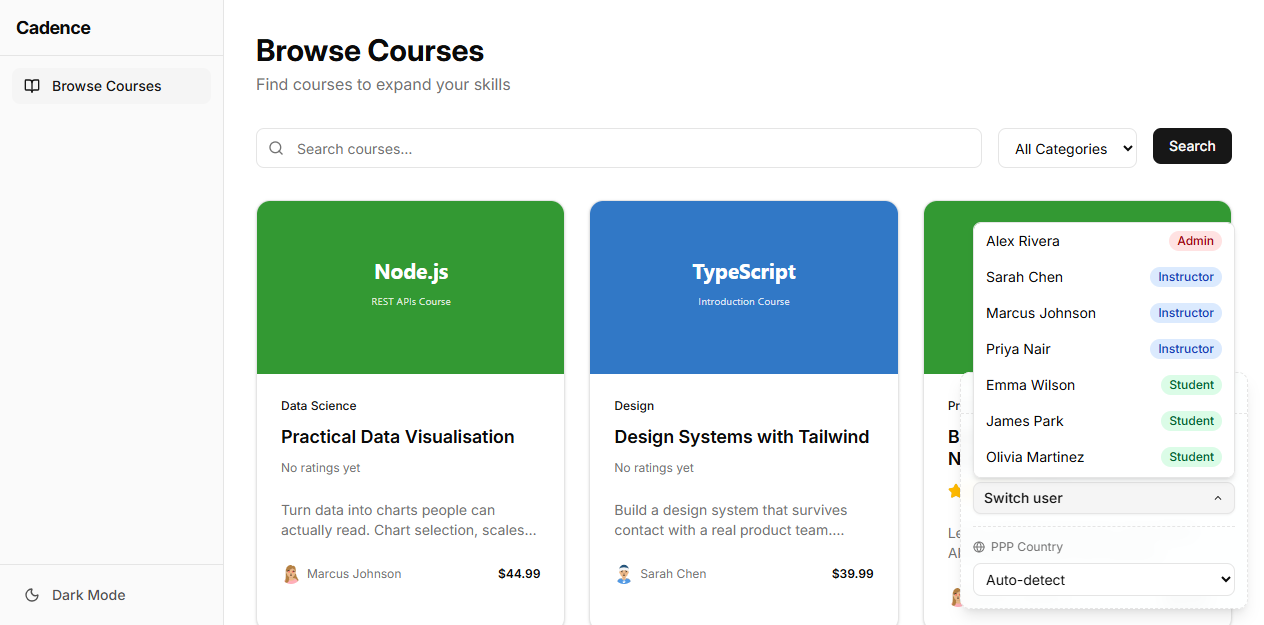 Cadence
Browse Courses
Dark Mode
Browse Courses
Find courses to expand your skills
Search courses...
All Categories
Search
Node.js
REST APIs Course
Data Science
Practical Data Visualisation
No ratings yet
Turn data into charts people can
actually read. Chart selection, scales...
Marcus Johnson
$44.99
TypeScript
Introduction Course
Design
Design Systems with Tailwind
No ratings yet
Build a design system that survives
contact with a real product team....
Sarah Chen
$39.99
Alex Rivera Admin
Sarah Chen Instructor
Marcus Johnson Instructor
Priya Nair Instructor
Emma Wilson Student
James Park Student
Olivia Martinez Student
Switch user
PPP Country
Auto-detect